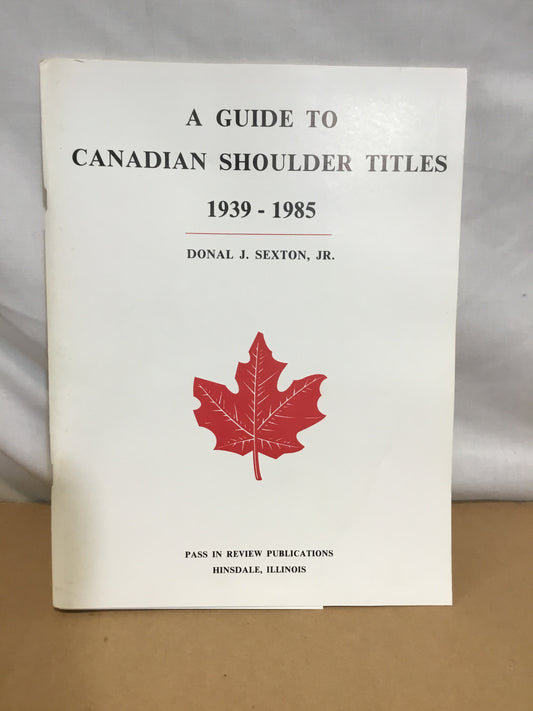 A GUIDE TO
CANADIAN SHOULDER TITLES
1939 - 1985
DONAL J. SEXTON, JR.
PASS IN REVIEW PUBLICATIONS
HINSDALE, ILLINOIS